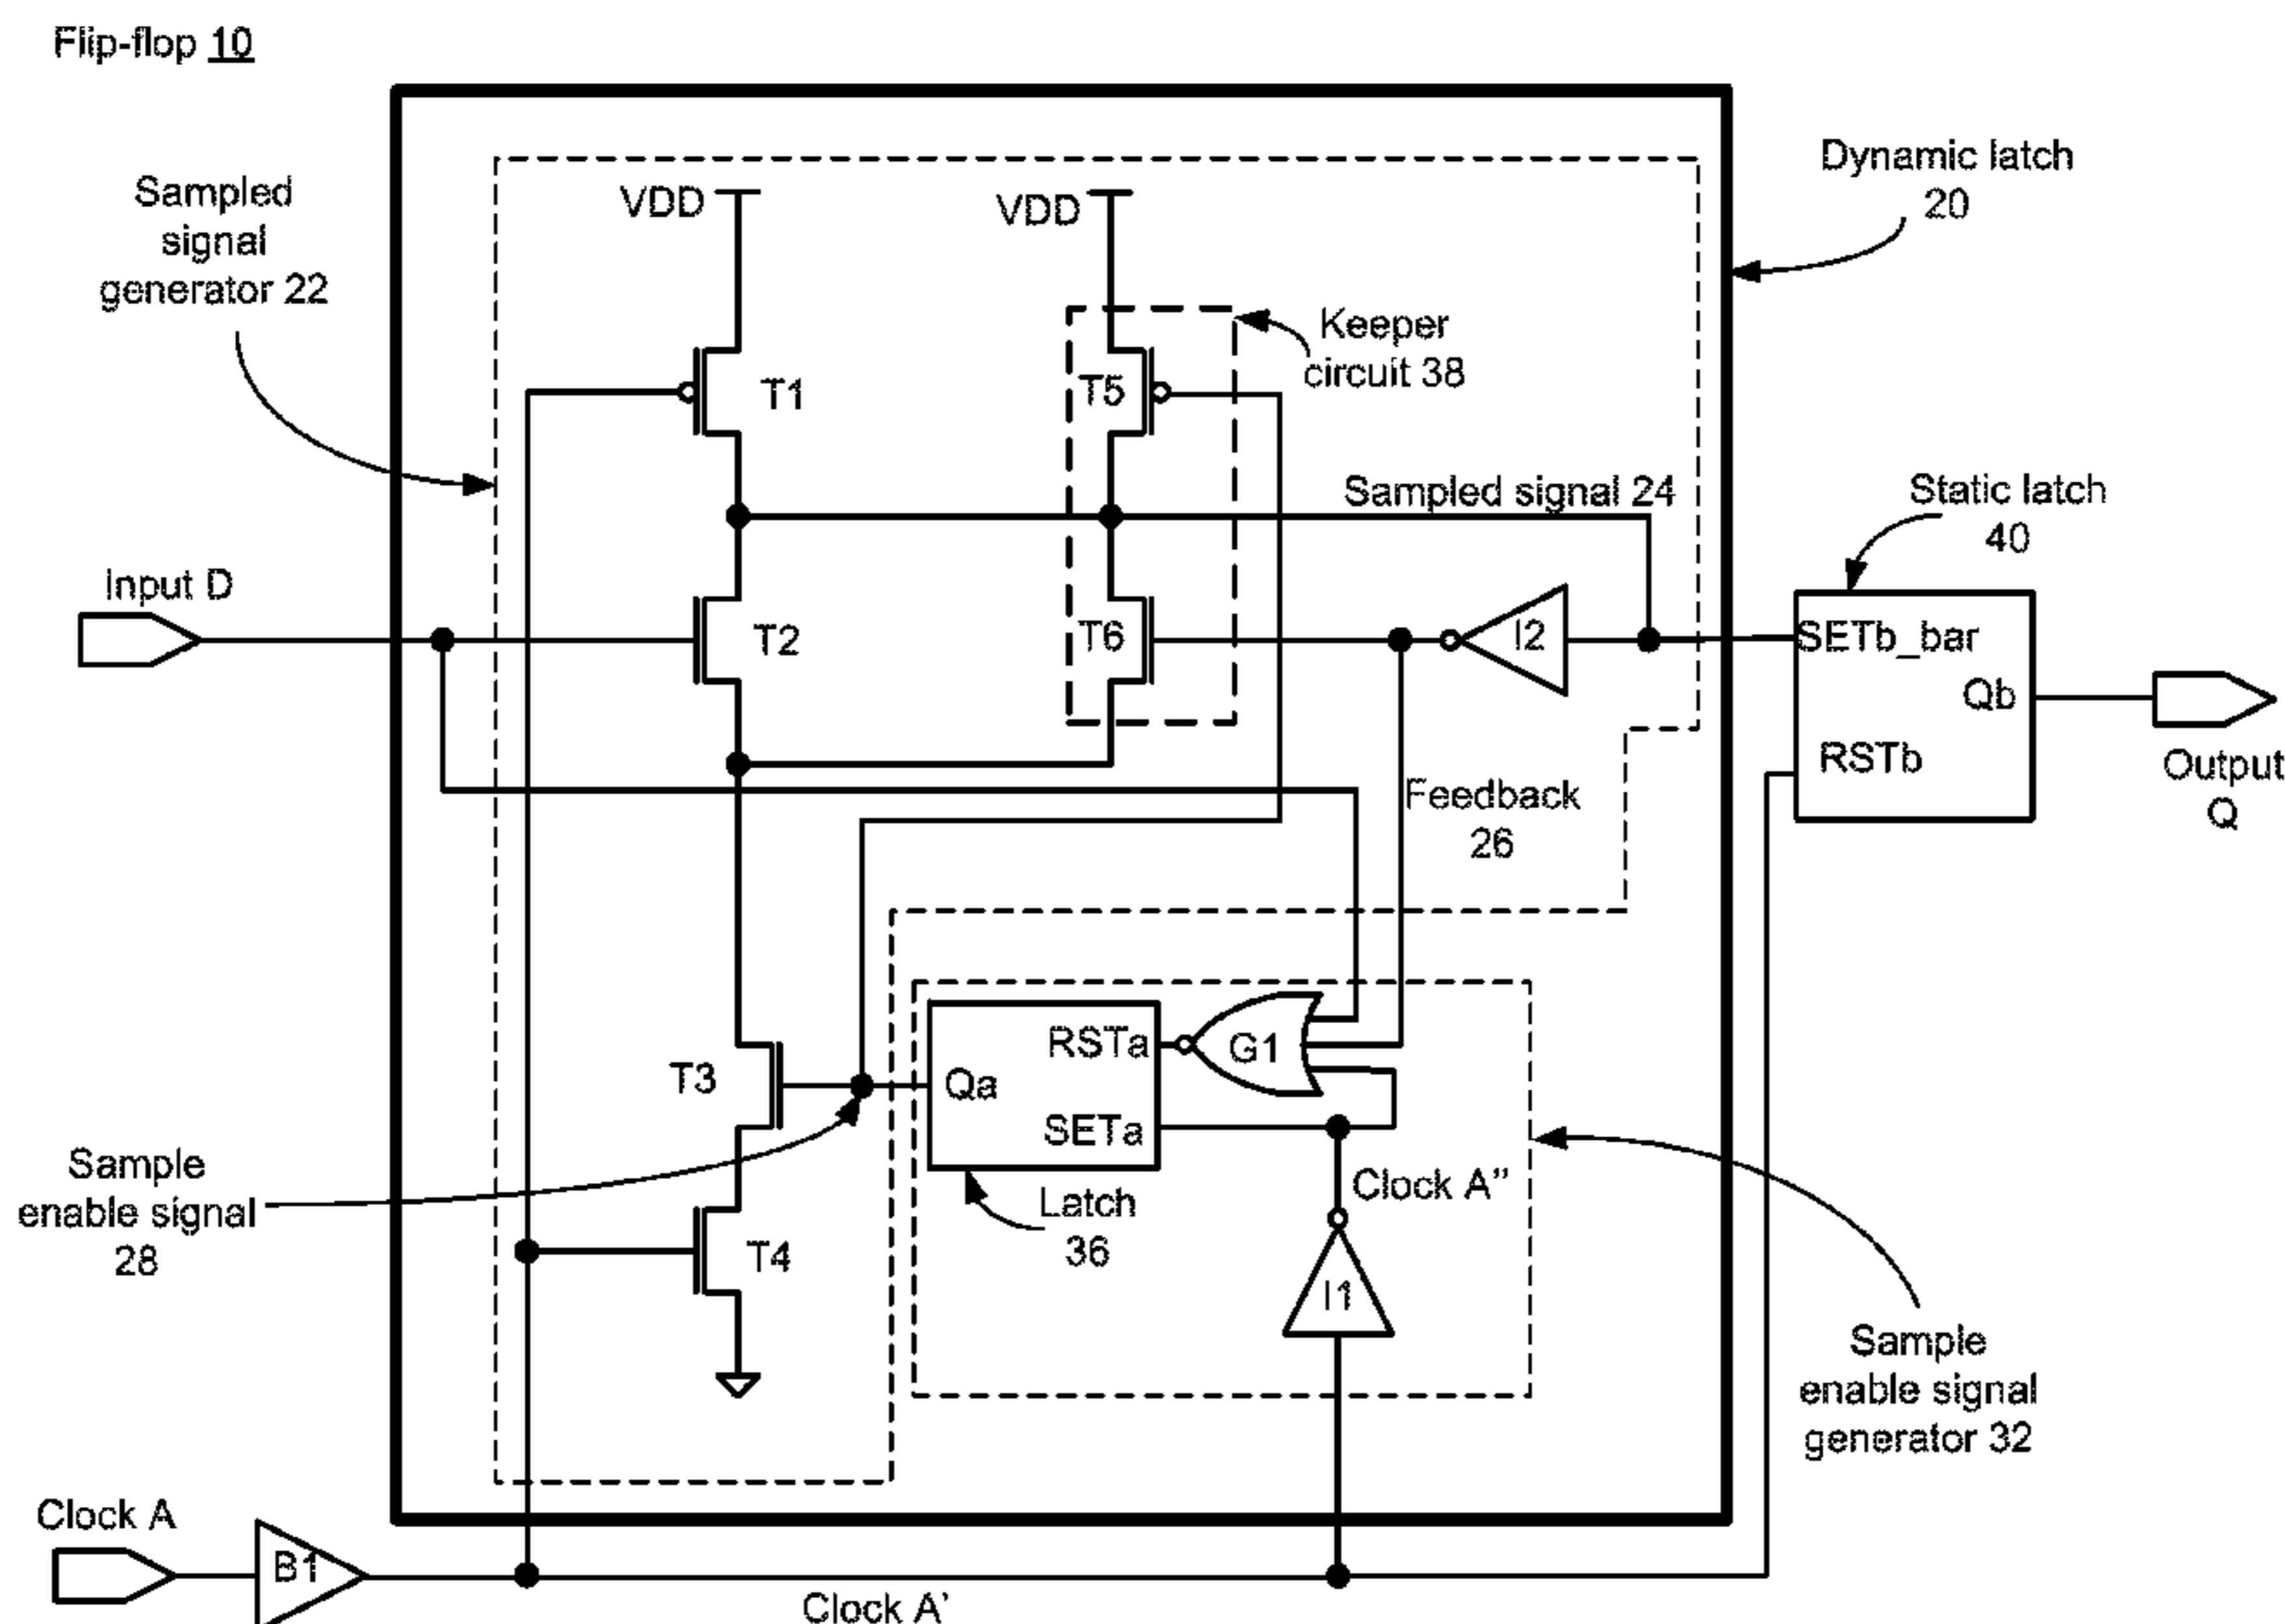 Flip-flop 10
Sampled
signal
generator 22
VDD
VDD
Dynamic latch
20
T1
T5
Keeper
circuit 38
Sampled signal 24
Static latch
40
Input D
T2
T6
I2
SETb_bar
Qb
RSTb
Output
Q
Feedback
26
T3
Qa
RSTa
SETa
G1
Sample
enable signal
28
Latch
36
Clock A''
T4
I1
Sample
enable signal
generator 32
Clock A
B1
Clock A'